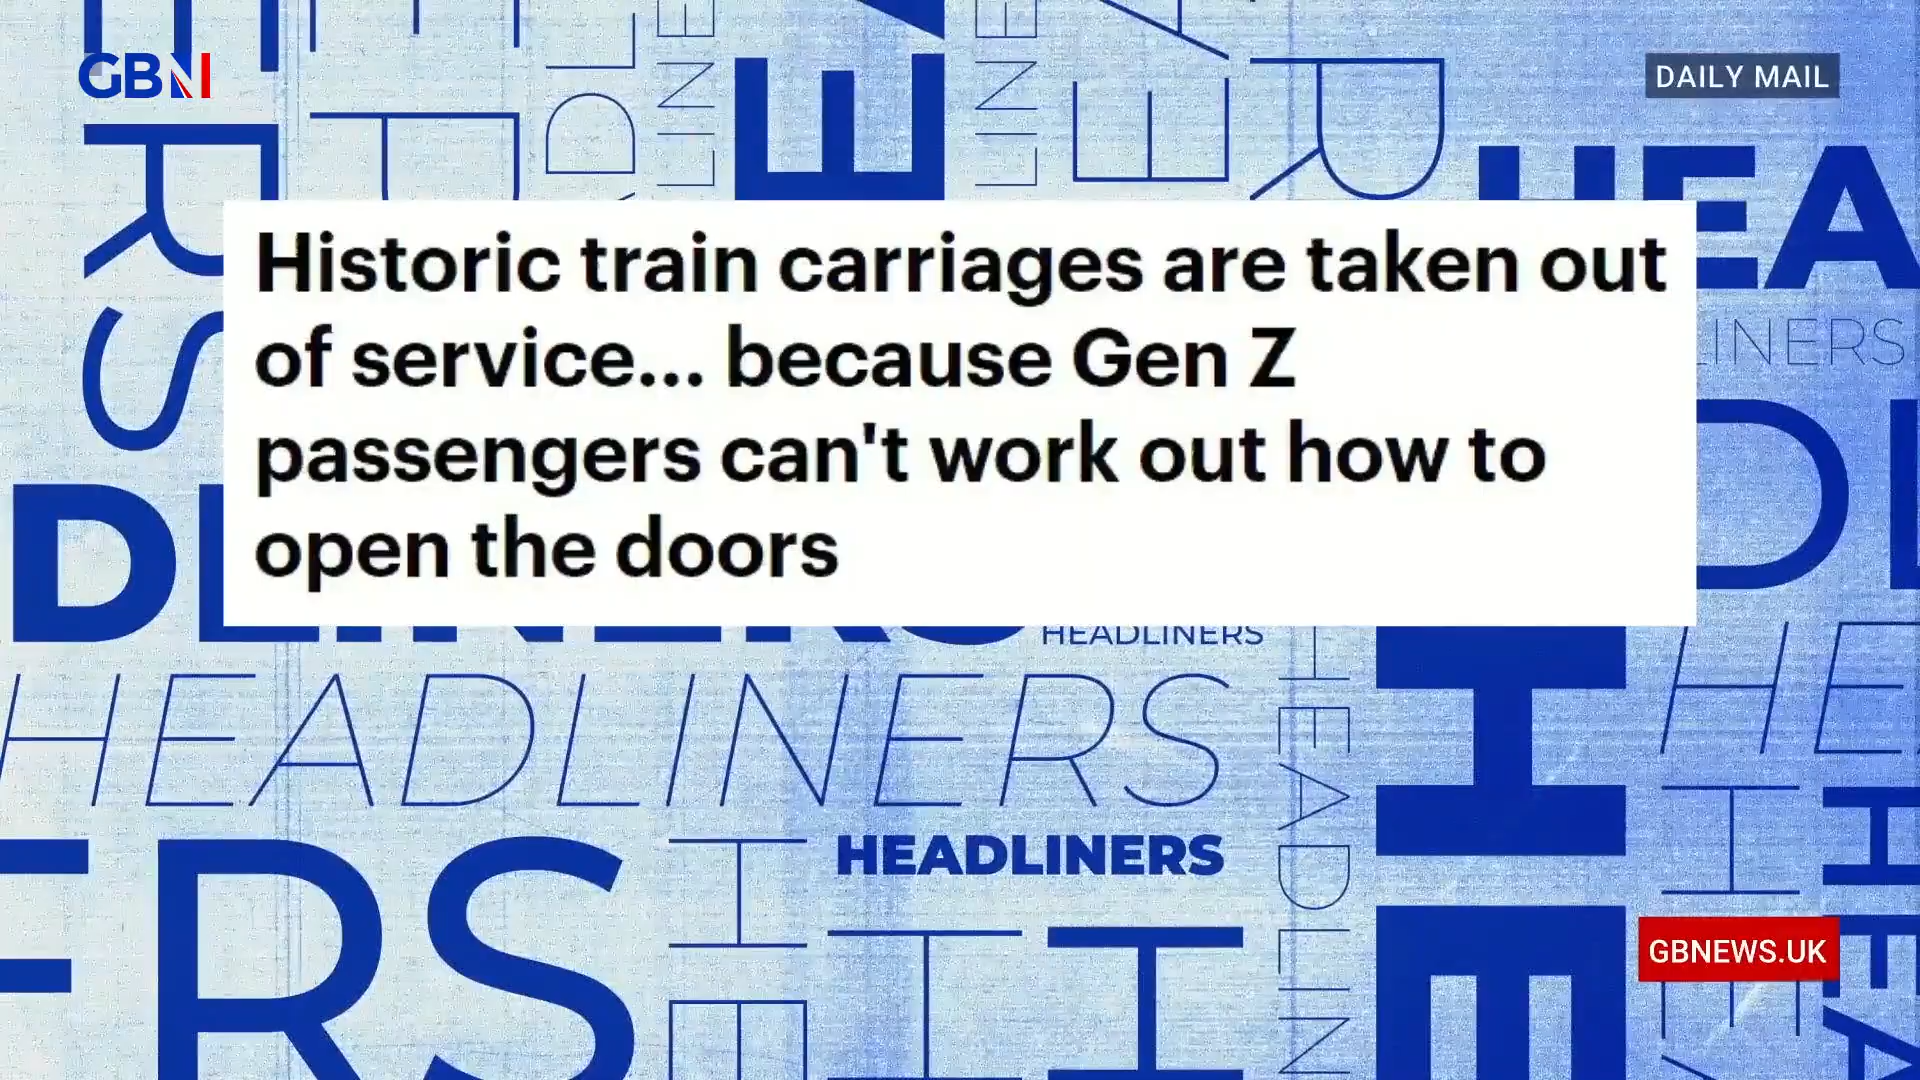 GBN
DAILY MAIL
Historic train carriages are taken out
of service... because Gen Z
passengers can't work out how to
open the doors
HEADLINERS
HEADLINERS
HEADLINERS
HEADLINERS
GBNEWS.UK